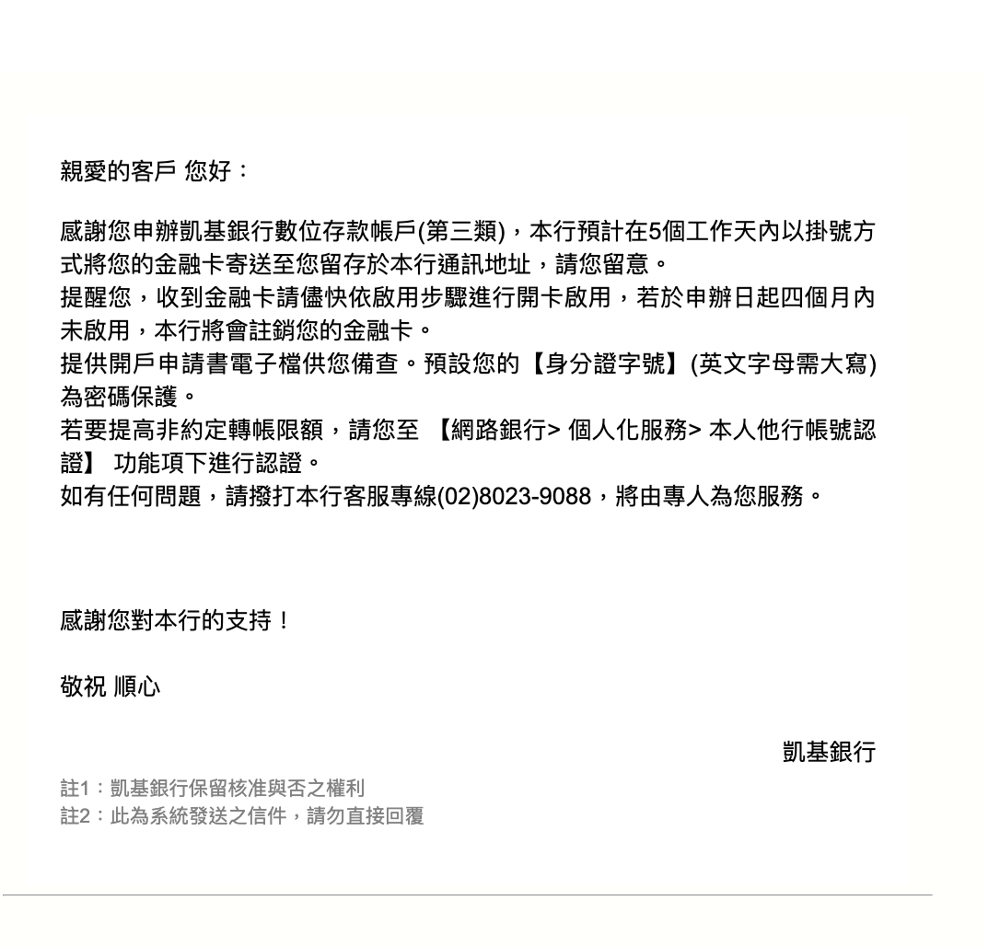 親愛的客戶 您好：
感謝您申辦凱基銀行數位存款帳戶(第三類)，本行預計在5個工作天內以掛號方
式將您的金融卡寄送至您留存於本行通訊地址，請您留意。
提醒您，收到金融卡請儘快依啟用步驟進行開卡啟用，若於申辦日起四個月內
未啟用，本行將會註銷您的金融卡。
提供開戶申請書電子檔供您備查。預設您的【身分證字號】(英文字母需大寫)
為密碼保護。
若要提高非約定轉帳限額，請您至 【網路銀行> 個人化服務> 本人他行帳號認
證】 功能項下進行認證。
如有任何問題，請撥打本行客服專線(02)8023-9088，將由專人為您服務。
感謝您對本行的支持！
敬祝 順心
凱基銀行
註1：凱基銀行保留核准與否之權利
註2：此為系統發送之信件，請勿直接回覆